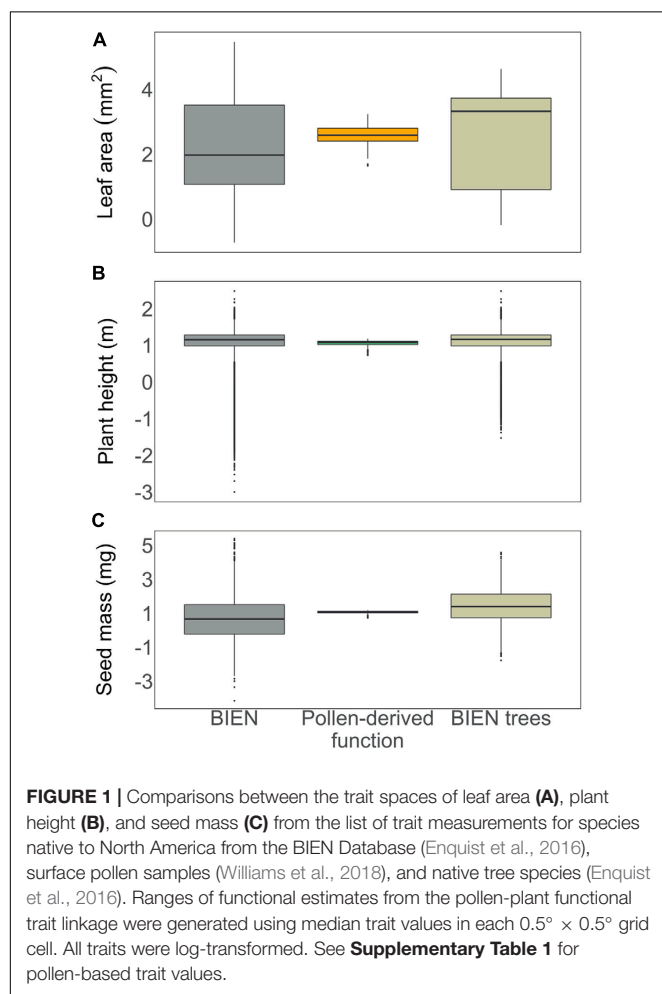 A
Leaf area (mm²)
4
2
0
B
Plant height (m)
2
1
0
-1
-2
-3
C
Seed mass (mg)
5
3
1
-1
-3
BIEN
Pollen-derived
function
BIEN trees
FIGURE 1 | Comparisons between the trait spaces of leaf area (A), plant
height (B), and seed mass (C) from the list of trait measurements for species
native to North America from the BIEN Database (Enquist et al., 2016),
surface pollen samples (Williams et al., 2018), and native tree species (Enquist
et al., 2016). Ranges of functional estimates from the pollen-plant functional
trait linkage were generated using median trait values in each 0.5° × 0.5° grid
cell. All traits were log-transformed. See Supplementary Table 1 for
pollen-based trait values.